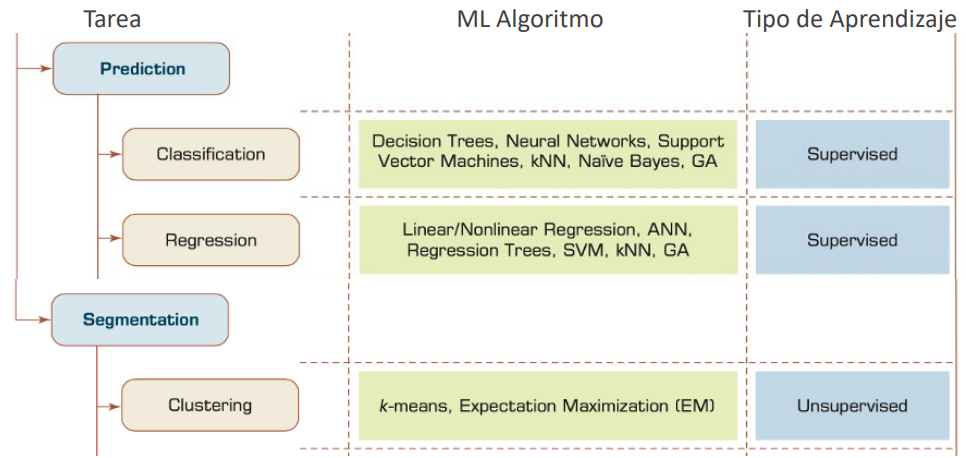 Tarea
ML Algoritmo
Tipo de Aprendizaje
Prediction
Classification
Decision Trees, Neural Networks, Support
Vector Machines, kNN, Naïve Bayes, GA
Supervised
Regression
Linear/Nonlinear Regression, ANN,
Regression Trees, SVM, kNN, GA
Supervised
Segmentation
Clustering
k-means, Expectation Maximization (EM)
Unsupervised